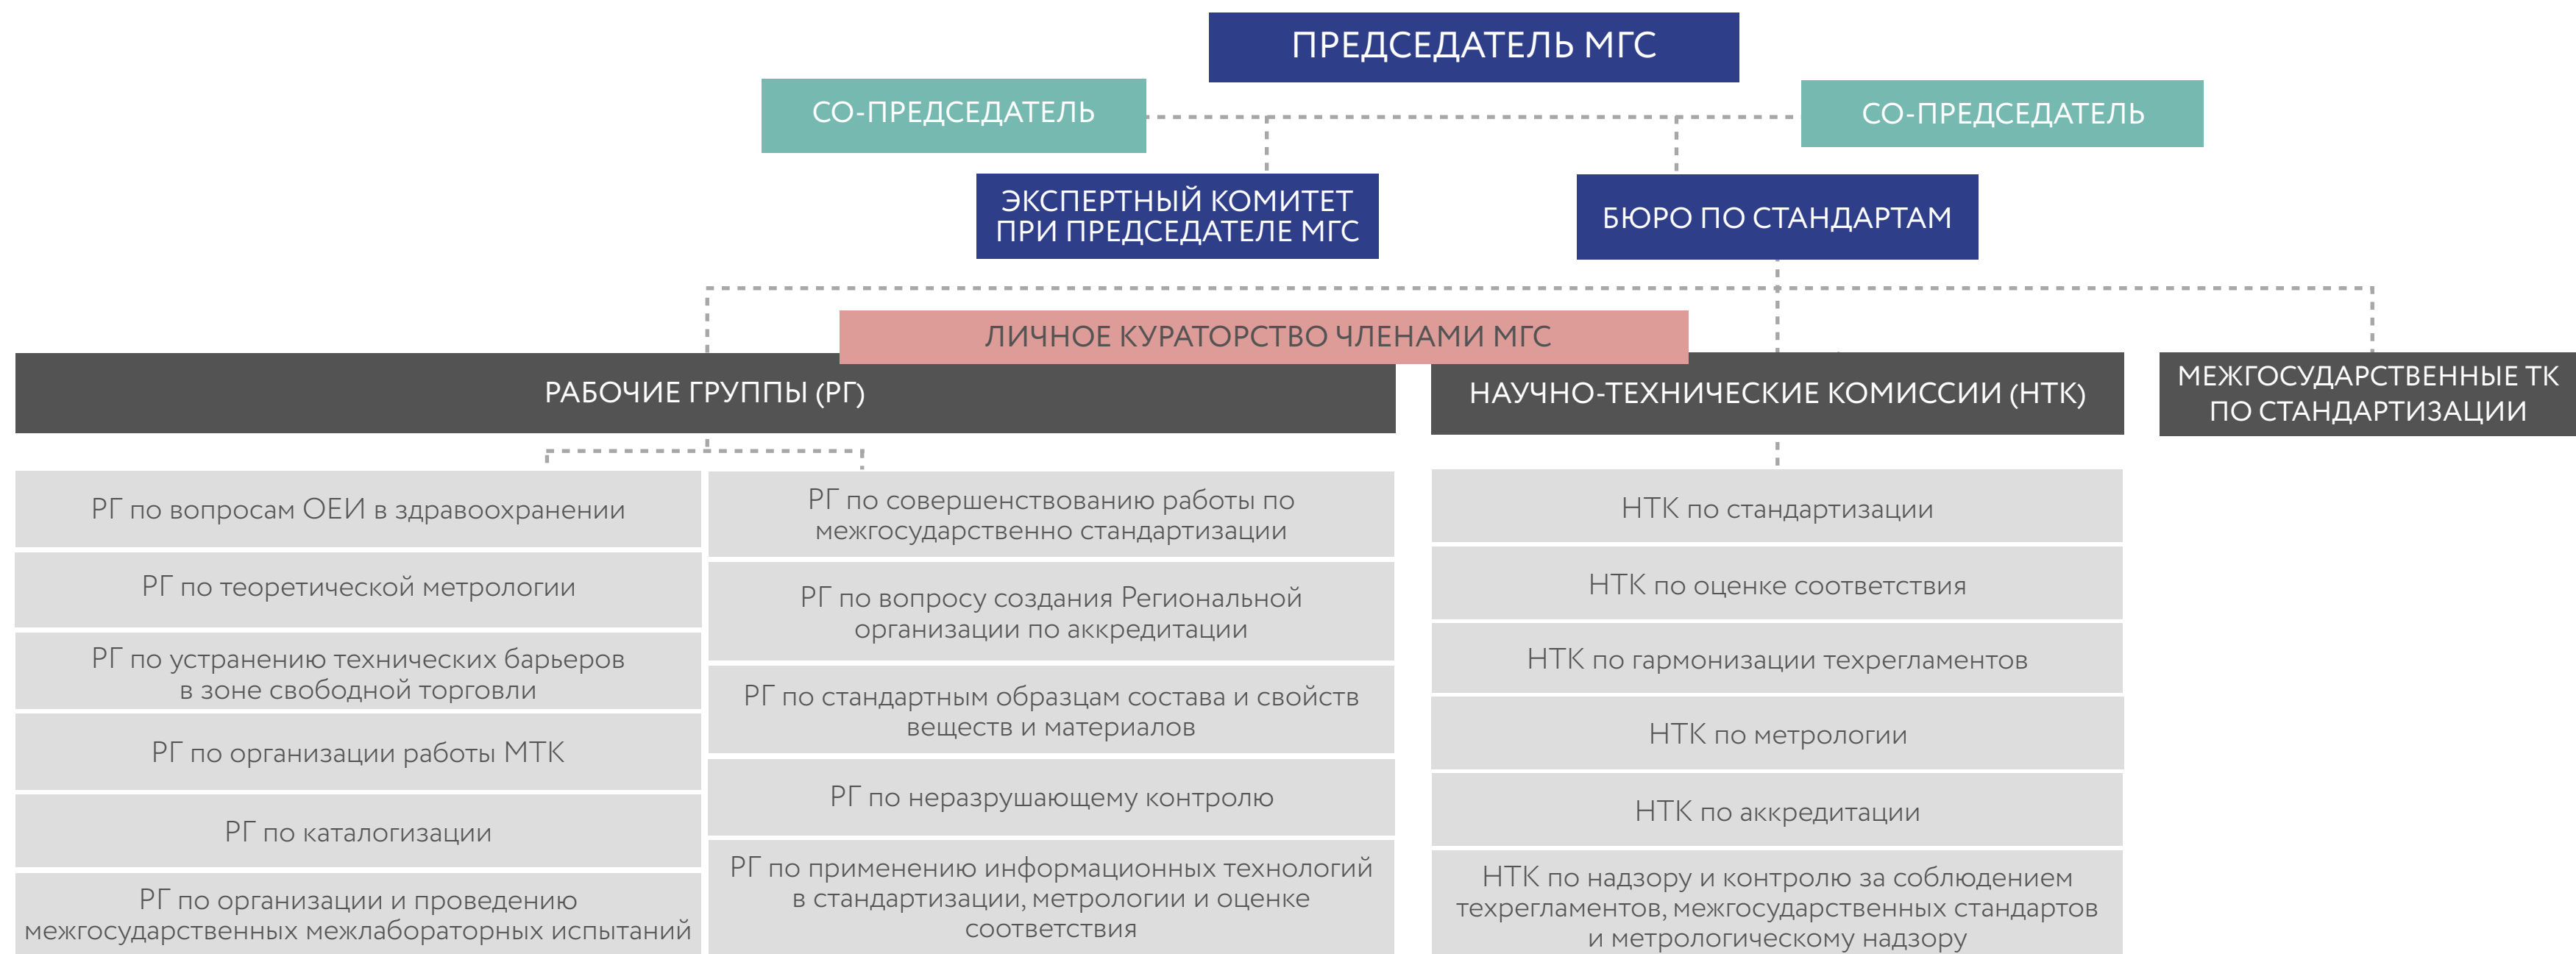 ПРЕДСЕДАТЕЛЬ МГС
СО-ПРЕДСЕДАТЕЛЬ
СО-ПРЕДСЕДАТЕЛЬ
ЭКСПЕРТНЫЙ КОМИТЕТ
ПРИ ПРЕДСЕДАТЕЛЕ МГС
БЮРО ПО СТАНДАРТАМ
ЛИЧНОЕ КУРАТОРСТВО ЧЛЕНАМИ МГС
РАБОЧИЕ ГРУППЫ (РГ)
РГ по вопросам ОЕИ в здравоохранении
РГ по теоретической метрологии
РГ по устранению технических барьеров
в зоне свободной торговли
РГ по организации работы МТК
РГ по каталогизации
РГ по организации и проведению
межгосударственных межлабораторных испытаний
РГ по совершенствованию работы по
межгосударственно стандартизации
РГ по вопросу создания Региональной
организации по аккредитации
РГ по стандартным образцам состава и свойств
веществ и материалов
РГ по неразрушающему контролю
РГ по применению информационных технологий
в стандартизации, метрологии и оценке
соответствия
НАУЧНО-ТЕХНИЧЕСКИЕ КОМИССИИ (НТК)
НТК по стандартизации
НТК по оценке соответствия
НТК по гармонизации техрегламентов
НТК по метрологии
НТК по аккредитации
НТК по надзору и контролю за соблюдением
техрегламентов, межгосударственных стандартов
и метрологическому надзору
МЕЖГОСУДАРСТВЕННЫЕ ТК
ПО СТАНДАРТИЗАЦИИ